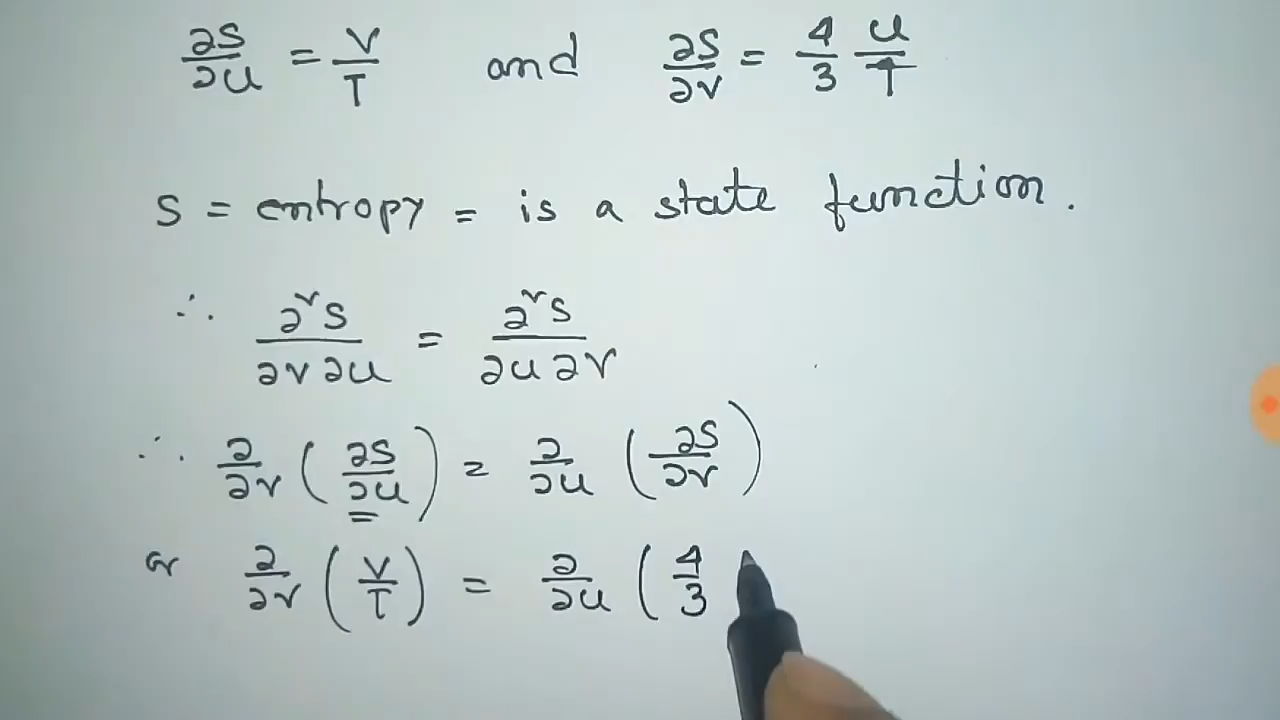 ∂S/∂u = V/T and ∂S/∂v = 4/3 u/T
S = entropy = is a state function.
∴ ∂²S/∂v∂u = ∂²S/∂u∂v
∴ ∂/∂v (∂S/∂u) = ∂/∂u (∂S/∂v)
or ∂/∂v (V/T) = ∂/∂u (4/3